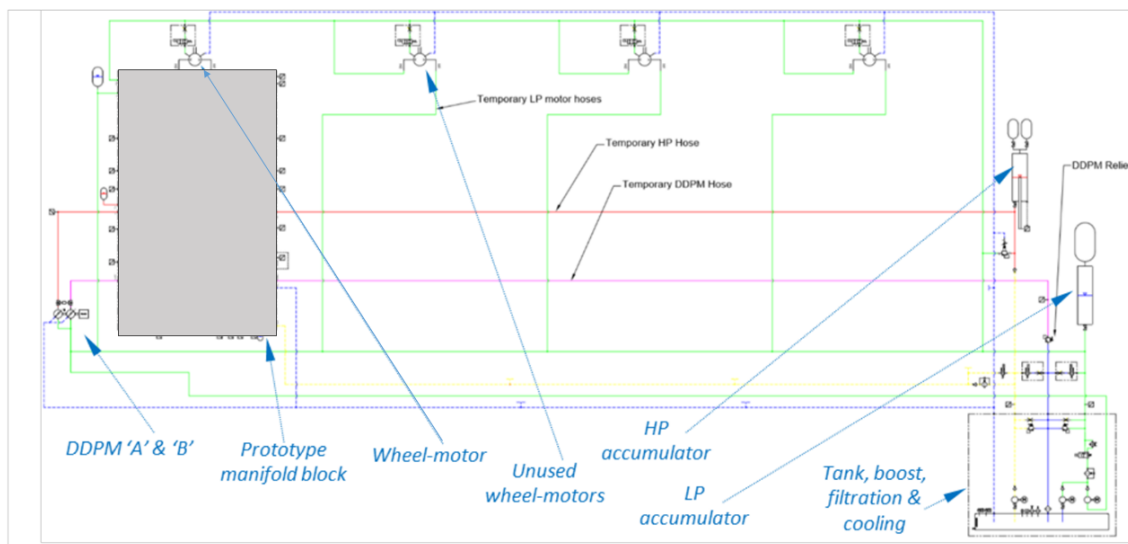 Temporary LP motor hoses
Temporary HP Hose
Temporary DDPM Hose
DDPM Relie
DDPM ‘A’ & ‘B’
Prototype
manifold block
Wheel-motor
Unused
wheel-motors
HP
accumulator
LP
accumulator
Tank, boost,
filtration &
cooling